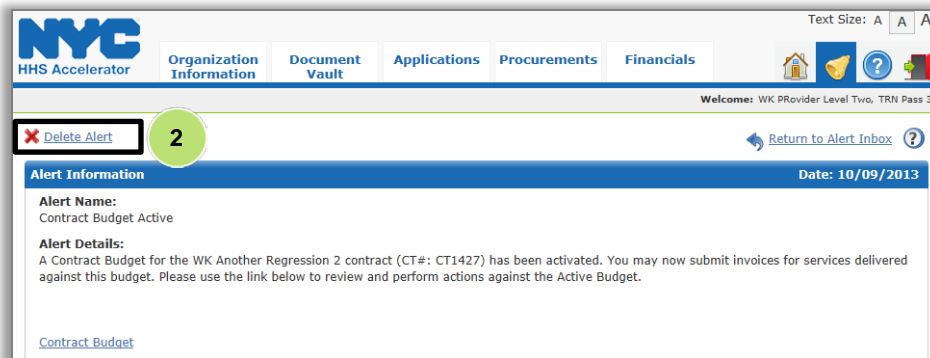 Text Size: A A A
NYC
HHS Accelerator
Organization Information
Document Vault
Applications
Procurements
Financials
Welcome: WK PRovider Level Two, TRN Pass 3
Delete Alert
2
Return to Alert Inbox
Alert Information
Date: 10/09/2013
Alert Name:
Contract Budget Active
Alert Details:
A Contract Budget for the WK Another Regression 2 contract (CT#: CT1427) has been activated. You may now submit invoices for services delivered
against this budget. Please use the link below to review and perform actions against the Active Budget.
Contract Budget